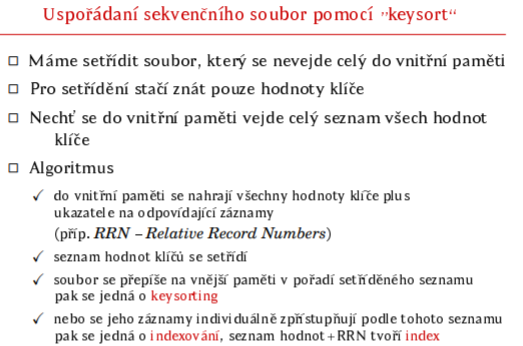 Uspořádaní sekvenčního soubor pomocí "keysort“
Máme setřídit soubor, který se nevejde celý do vnitřní paměti
Pro setřídění stačí znát pouze hodnoty klíče
Nechť se do vnitřní paměti vejde celý seznam všech hodnot
klíče
Algoritmus
✓ do vnitřní paměti se nahrají všechny hodnoty klíče plus
ukazatele na odpovídající záznamy
(příp. RRN – Relative Record Numbers)
✓ seznam hodnot klíčů se setřídí
✓ soubor se přepíše na vnější paměti v pořadí setříděného seznamu
pak se jedná o keysorting
✓ nebo se jeho záznamy individuálně zpřístupňují podle tohoto seznamu
pak se jedná o indexování, seznam hodnot+RRN tvoří index